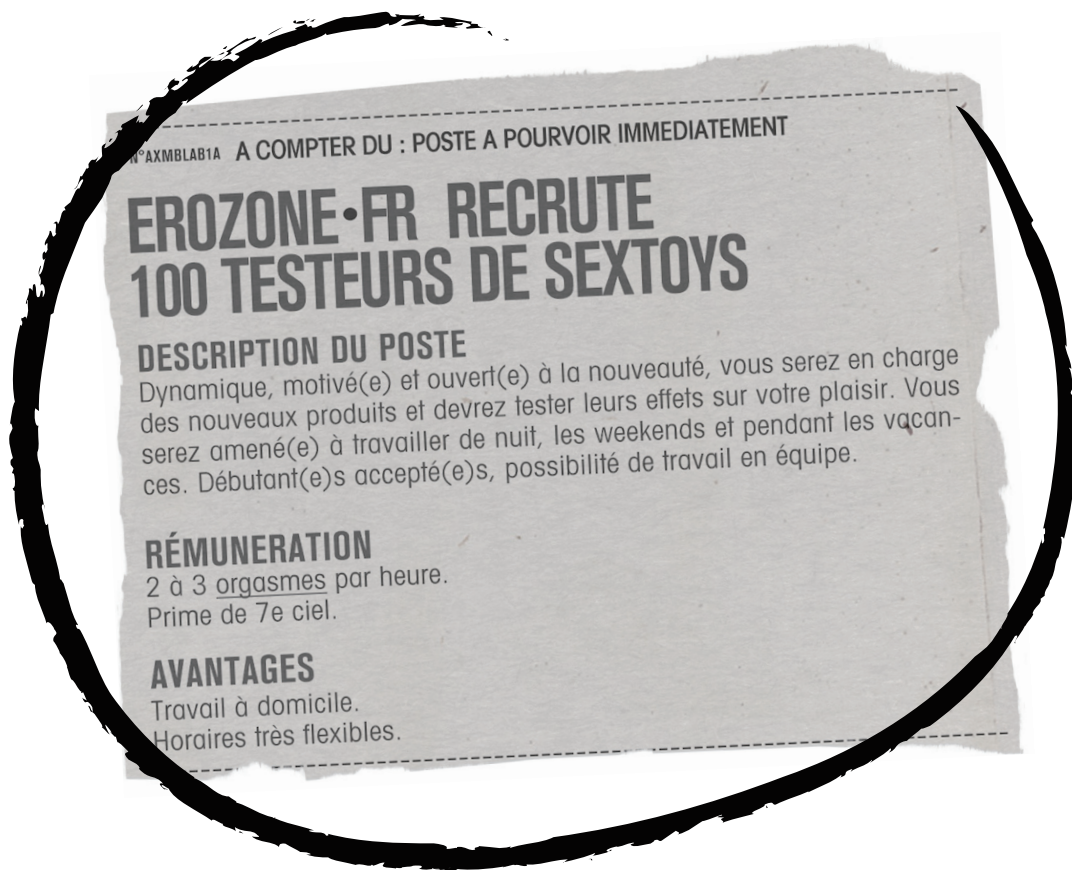 N°AXMBLAB1A A COMPTER DU : POSTE A POURVOIR IMMEDIATEMENT
EROZONE•FR RECRUTE
100 TESTEURS DE SEXTOYS
DESCRIPTION DU POSTE
Dynamique, motivé(e) et ouvert(e) à la nouveauté, vous serez en charge
des nouveaux produits et devrez tester leurs effets sur votre plaisir. Vous
serez amené(e) à travailler de nuit, les weekends et pendant les vacan-
ces. Débutant(e)s accepté(e)s, possibilité de travail en équipe.
RÉMUNERATION
2 à 3 orgasmes par heure.
Prime de 7e ciel.
AVANTAGES
Travail à domicile.
Horaires très flexibles.